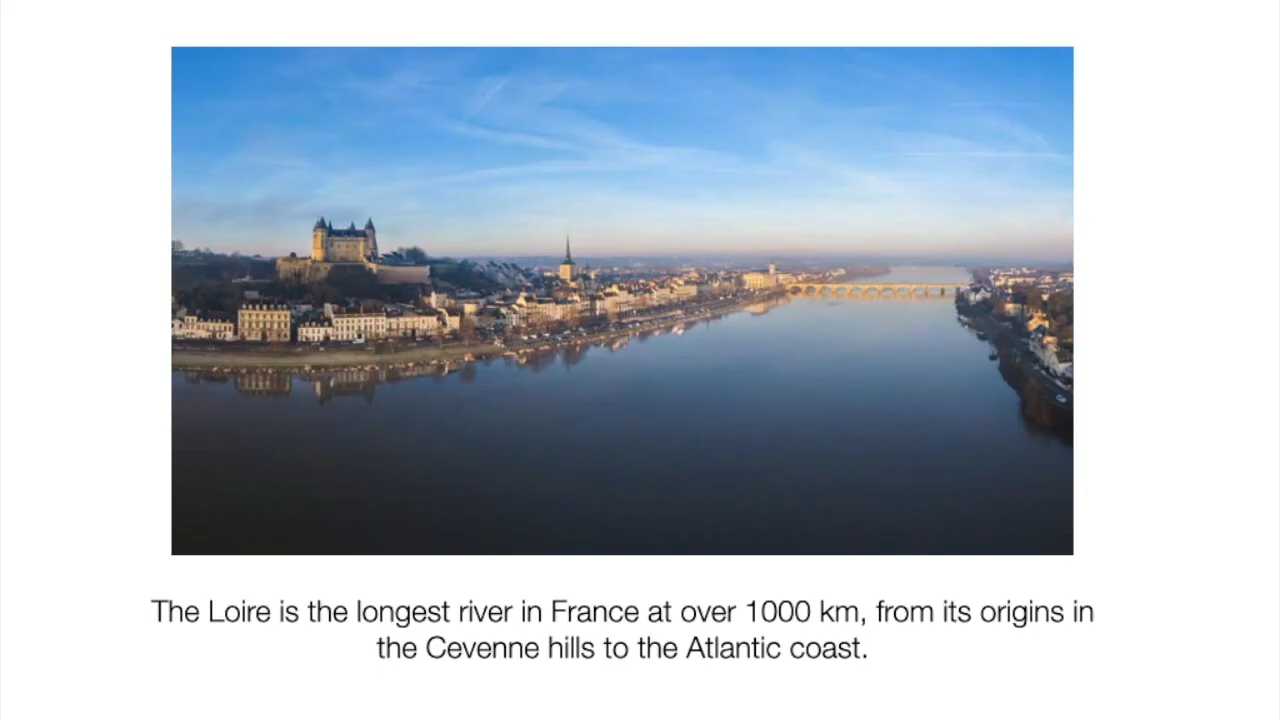 The Loire is the longest river in France at over 1000 km, from its origins in
the Cevenne hills to the Atlantic coast.